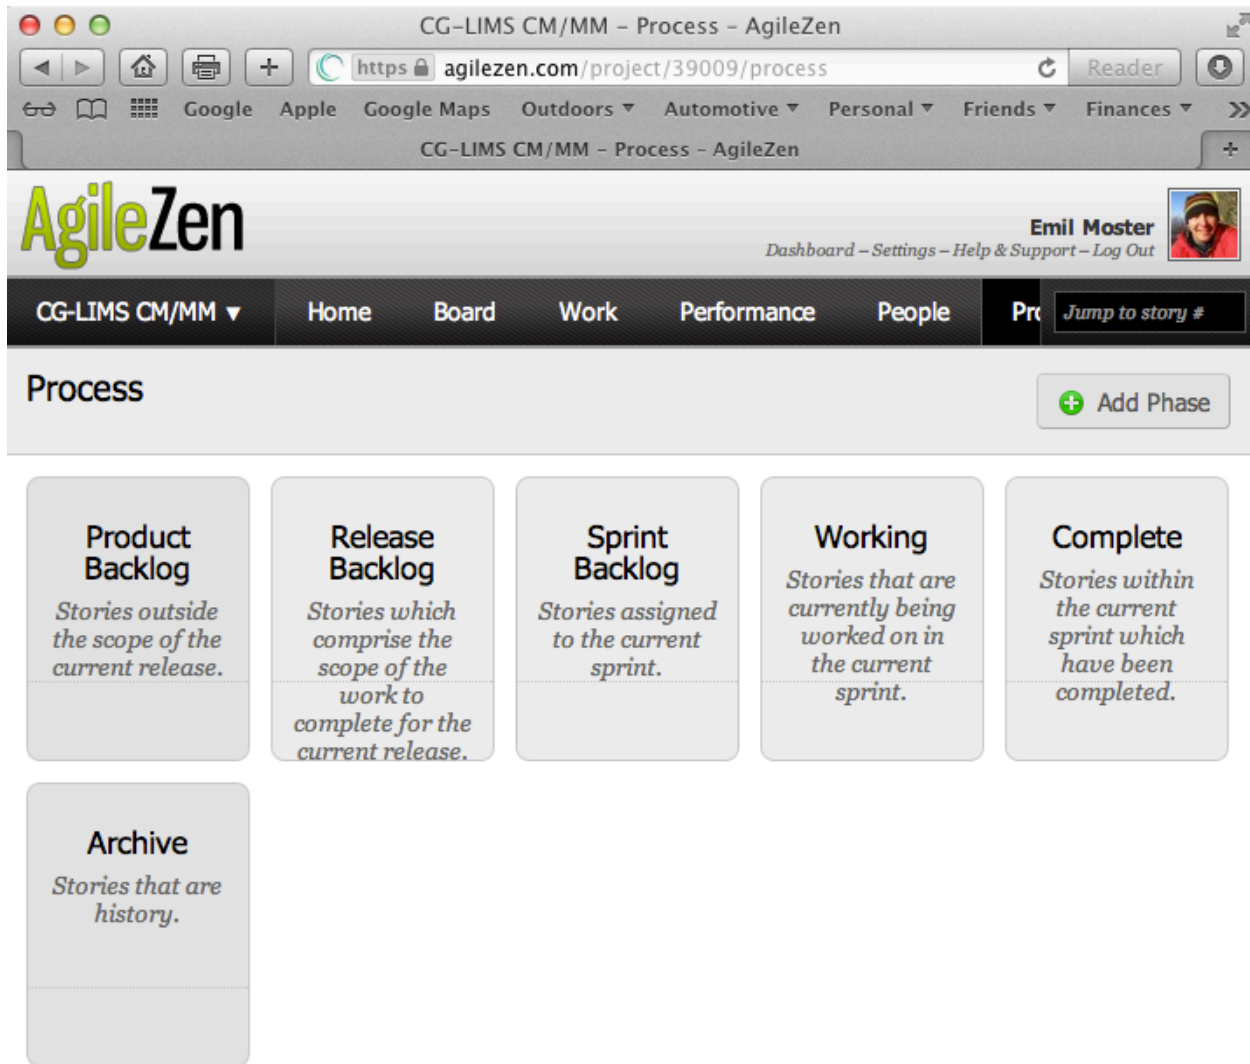 CG-LIMS CM/MM – Process – AgileZen
https agilezen.com/project/39009/process Reader
Google Apple Google Maps Outdoors ▼ Automotive ▼ Personal ▼ Friends ▼ Finances ▼
CG-LIMS CM/MM – Process – AgileZen
AgileZen
Emil Moster
Dashboard – Settings – Help & Support – Log Out
CG-LIMS CM/MM ▼ Home Board Work Performance People Jump to story #
Process
Add Phase
Product
Backlog
Stories outside
the scope of the
current release.
Release
Backlog
Stories which
comprise the
scope of the
work to
complete for the
current release.
Sprint
Backlog
Stories assigned
to the current
sprint.
Working
Stories that are
currently being
worked on in
the current
sprint.
Complete
Stories within
the current
sprint which
have been
completed.
Archive
Stories that are
history.